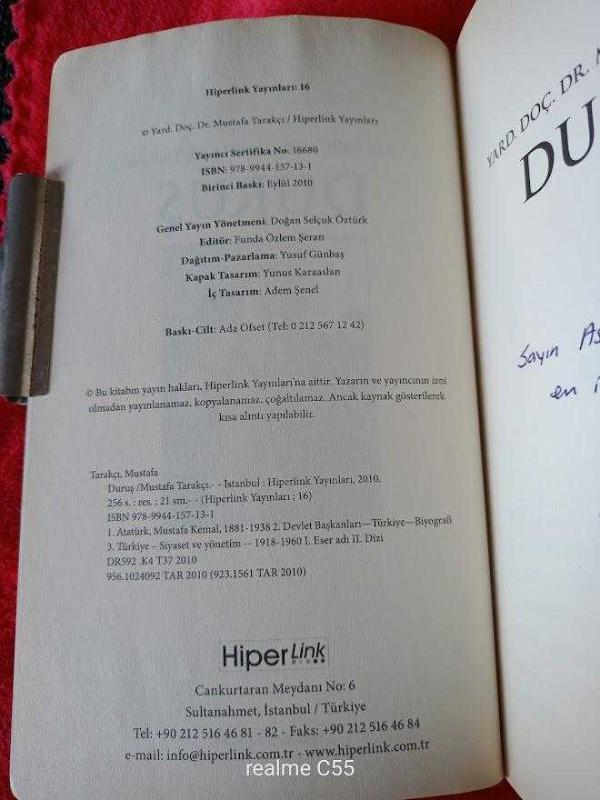 Hiperlink Yayınları: 16
© Yard. Doç. Dr. Mustafa Tarakçı / Hiperlink Yayınları
Yayıncı Sertifika No: 16680
ISBN: 978-9944-157-13-1
Birinci Baskı: Eylül 2010
Genel Yayın Yönetmeni: Doğan Selçuk Öztürk
Editör: Funda Özlem Şeran
Dağıtım-Pazarlama: Yusuf Günbaş
Kapak Tasarım: Yunus Karaaslan
İç Tasarım: Adem Şenel
Baskı-Cilt: Ada Ofset (Tel: 0 212 567 12 42)
© Bu kitabın yayın hakları, Hiperlink Yayınları'na aittir. Yazarın ve yayıncının izni
olmadan yayınlanamaz, kopyalanamaz, çoğaltılamaz. Ancak kaynak gösterilerek
kısa alıntı yapılabilir.
Tarakçı, Mustafa
Duruş /Mustafa Tarakçı.- - İstanbul : Hiperlink Yayınları, 2010.
256 s. : res. ; 21 sm.- - (Hiperlink Yayınları ; 16)
ISBN 978-9944-157-13-1
1. Atatürk, Mustafa Kemal, 1881-1938 2. Devlet Başkanları—Türkiye—Biyografi
3. Türkiye – Siyaset ve yönetim -- 1918-1960 I. Eser adı II. Dizi
DR592 .K4 T37 2010
956.1024092 TAR 2010 (923.1561 TAR 2010)
HiperLink
Cankurtaran Meydanı No: 6
Sultanahmet, İstanbul / Türkiye
Tel: +90 212 516 46 81 - 82 - Faks: +90 212 516 46 84
e-mail: info@hiperlink.com.tr - www.hiperlink.com.tr
YARD. DOÇ. DR. M
DU
Sayın As
en i
realme C55